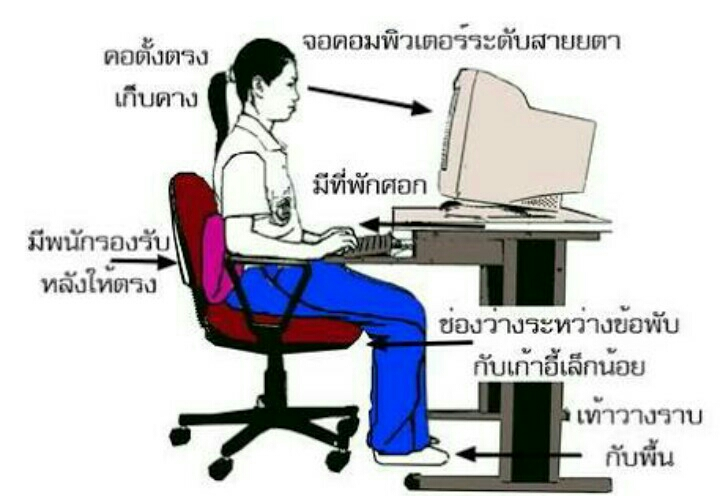 จอคอมพิวเตอร์ระดับสายยตา
คอตั้งตรง
เก็บคาง
มีที่พักศอก
มีพนักรองรับ
หลังให้ตรง
ช่องว่างระหว่างข้อพับ
กับเก้าอี้เล็กน้อย
เท้าวางราบ
กับพื้น